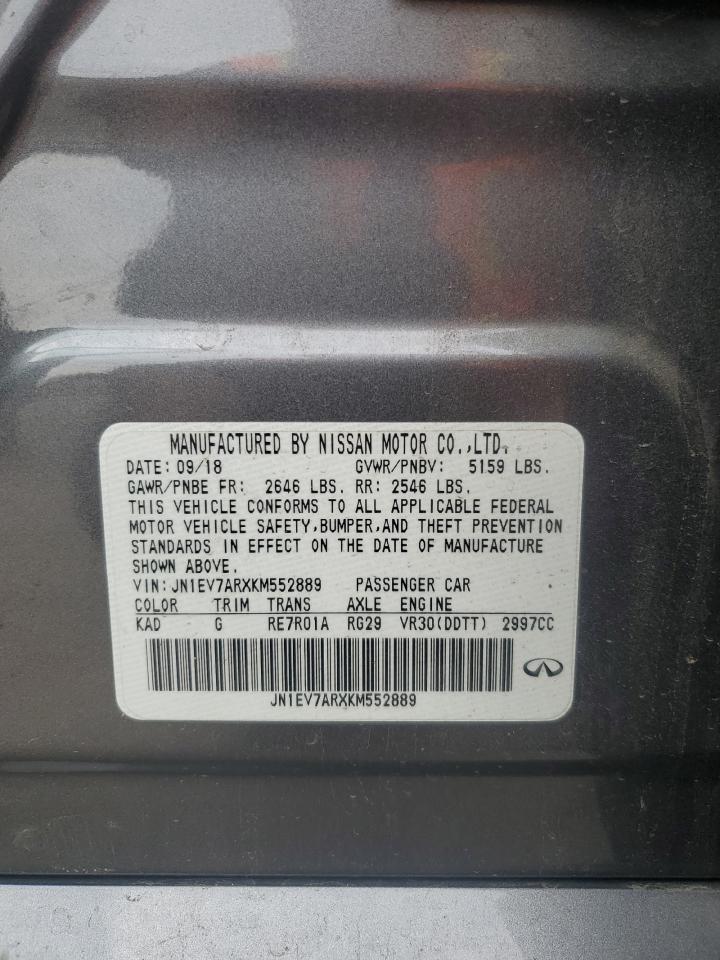 MANUFACTURED BY NISSAN MOTOR CO.,LTD.
DATE: 09/18 GVWR/PNBV: 5159 LBS.
GAWR/PNBE FR: 2646 LBS. RR: 2546 LBS.
THIS VEHICLE CONFORMS TO ALL APPLICABLE FEDERAL
MOTOR VEHICLE SAFETY,BUMPER,AND THEFT PREVENTION
STANDARDS IN EFFECT ON THE DATE OF MANUFACTURE
SHOWN ABOVE.
VIN:JN1EV7ARXKM552889 PASSENGER CAR
COLOR TRIM TRANS AXLE ENGINE
KAD G RE7R01A RG29 VR30(DDTT) 2997CC
JN1EV7ARXKM552889